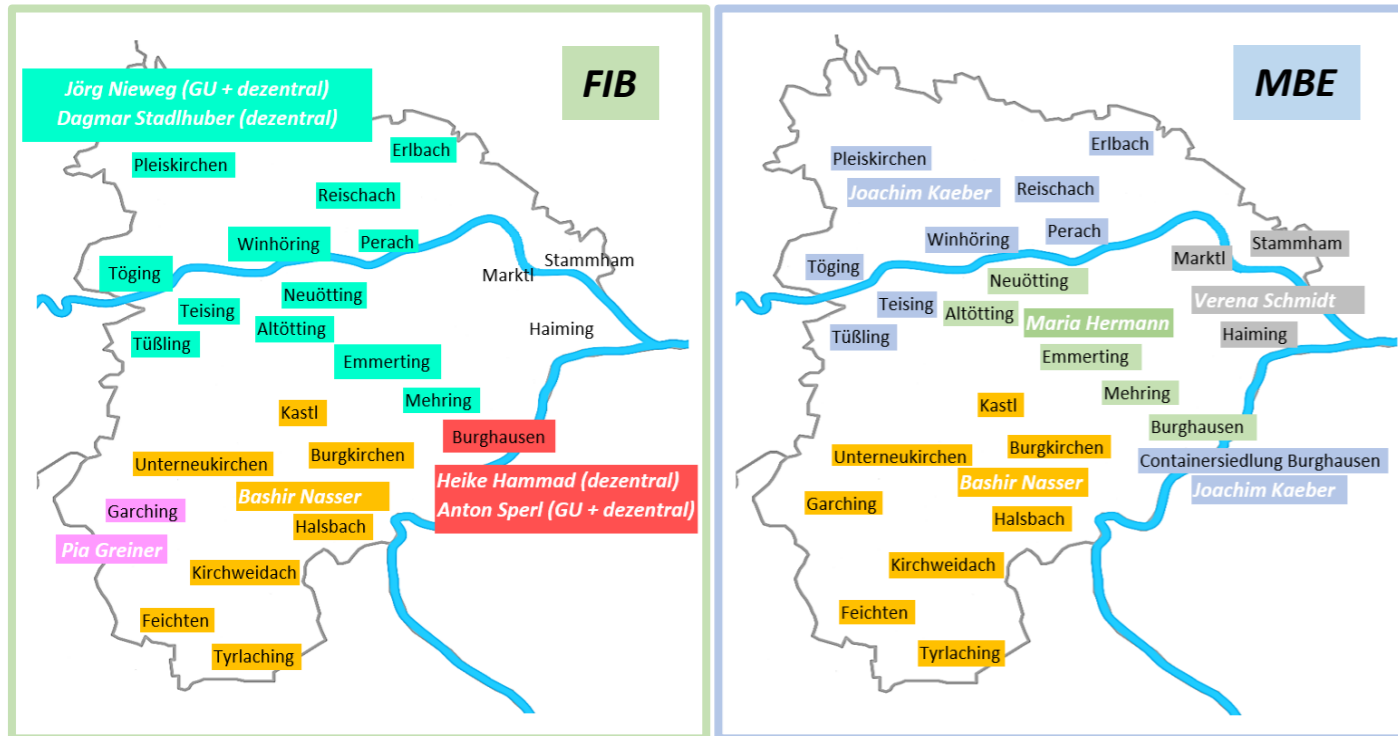 FIB
Jörg Nieweg (GU + dezentral)
Dagmar Stadlhuber (dezentral)
Erlbach
Pleiskirchen
Reischach
Winhöring
Perach
Töging
Stammham
Marktl
Neuötting
Teising
Altötting
Haiming
Tüßling
Emmerting
Mehring
Kastl
Burghausen
Burgkirchen
Unterneukirchen
Heike Hammad (dezentral)
Bashir Nasser
Anton Sperl (GU + dezentral)
Garching
Halsbach
Pia Greiner
Kirchweidach
Feichten
Tyrlaching
MBE
Erlbach
Pleiskirchen
Joachim Kaeber
Reischach
Perach
Winhöring
Stammham
Marktl
Töging
Neuötting
Teising
Verena Schmidt
Altötting
Maria Hermann
Tüßling
Haiming
Emmerting
Mehring
Kastl
Burghausen
Burgkirchen
Unterneukirchen
Containersiedlung Burghausen
Bashir Nasser
Joachim Kaeber
Garching
Halsbach
Kirchweidach
Feichten
Tyrlaching